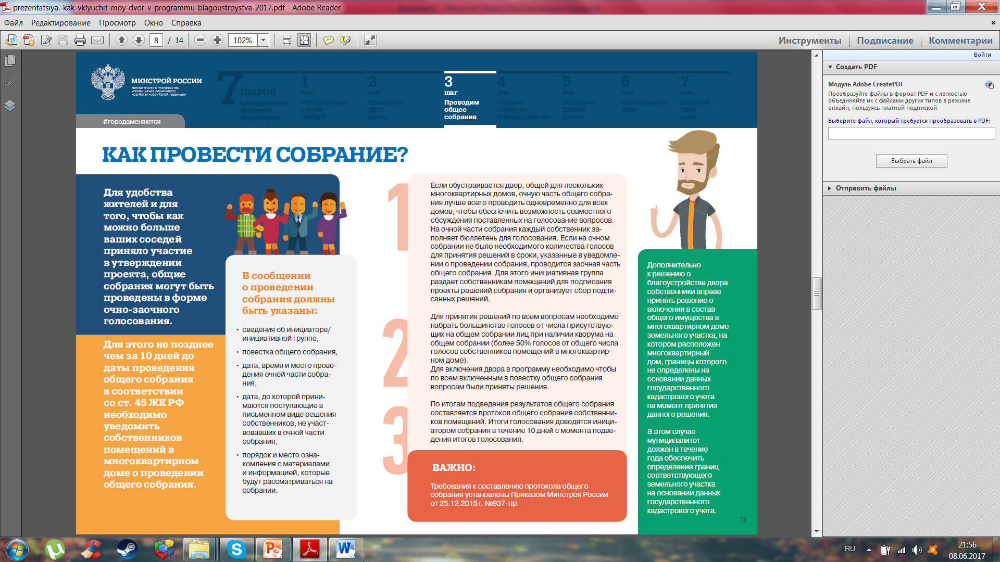 prezentatsiya.-kak-vklyuchit-moy-dvor-v-programmu-blagoustroystva-2017.pdf - Adobe Reader
Файл Редактирование Просмотр Окно Справка
8 / 14 102% Инструменты Подписание Комментарии
Войти
Создать PDF
Модуль Adobe CreatePDF
Преобразуйте файлы в формат PDF и с легкостью
объединяйте их с файлами других типов в режиме
онлайн, пользуясь платной подпиской.
Выберите файл, который требуется преобразовать в PDF:
Выбрать файл
Отправить файлы
МИНСТРОЙ РОССИИ
МИНИСТЕРСТВО СТРОИТЕЛЬСТВА
И ЖИЛИЩНО-КОММУНАЛЬНОГО
ХОЗЯЙСТВА РОССИЙСКОЙ ФЕДЕРАЦИИ
#городаменяются
7 шагов
к комфортной
дворовой
территории
1
шаг
Что происходит
в моем
городе?
2
шаг
Планируем
двор
мечты
3
шаг
Проводим
общее
собрание
4
шаг
Подаем
заявку на
благоустройство
5
шаг
Согласуем
дизайн-
проект
6
шаг
Обустраиваем
двор
7
шаг
Бережем
свой
двор
КАК ПРОВЕСТИ СОБРАНИЕ?
Для удобства
жителей и для
того, чтобы как
можно больше
ваших соседей
приняло участие
в утверждении
проекта, общие
собрания могут быть
проведены в форме
очно-заочного
голосования.
Для этого не позднее
чем за 10 дней до
даты проведения
общего собрания
в соответствии
со ст. 45 ЖК РФ
необходимо
уведомить
собственников
помещений в
многоквартирном
доме о проведении
общего собрания.
В сообщении
о проведении
собрания должны
быть указаны:
• сведения об инициаторе/
инициативной группе,
• повестка общего собрания,
• дата, время и место прове-
дения очной части собра-
ния,
• дата, до которой прини-
маются поступающие в
письменном виде решения
собственников, не участ-
вовавших в очной части
собрания,
• порядок и место озна-
комления с материалами
и информацией, которые
будут рассматриваться на
собрании.
1
Если обустраивается двор, общей для нескольких
многоквартирных домов, очную часть общего собра-
ния лучше всего проводить одновременно для всех
домов, чтобы обеспечить возможность совместного
обсуждения поставленных на голосование вопросов.
На очной части собрания каждый собственник за-
полняет бюллетень для голосования. Если на очном
собрании не было необходимого количества голосов
для принятия решений в сроки, указанные в уведомле-
нии о проведении собрания, проводится заочная часть
общего собрания. Для этого инициативная группа
раздает собственникам помещений для подписания
проекты решений собрания и организует сбор подпи-
санных решений.
2
Для принятия решений по всем вопросам необходимо
набрать большинство голосов от числа присутствую-
щих на общем собрании лиц при наличии кворума на
общем собрании (более 50% голосов от общего числа
голосов собственников помещений в многоквартир-
ном доме).
Для включения двора в программу необходимо чтобы
по всем включенным в повестку общего собрания
вопросам были приняты решения.
3
По итогам подведения результатов общего собрания
составляется протокол общего собрания собственни-
ков помещений. Итоги голосования доводятся иници-
атором собрания в течение 10 дней с момента подве-
дения итогов голосования.
ВАЖНО:
Требования к составлению протокола общего
собрания установлены Приказом Минстроя России
от 25.12.2015 г. №937-пр.
Дополнительно
к решению о
благоустройстве двора
собственники вправе
принять решение о
включении в состав
общего имущества в
многоквартирном доме
земельного участка, на
котором расположен
многоквартирный
дом, границы которого
не определены на
основании данных
государственного
кадастрового учета
на момент принятия
данного решения.
В этом случае
муниципалитет
должен в течение
года обеспечить
определение границ
соответствующего
земельного участка
на основании данных
государственного
кадастрового учета.
13
RU
21:56
08.06.2017